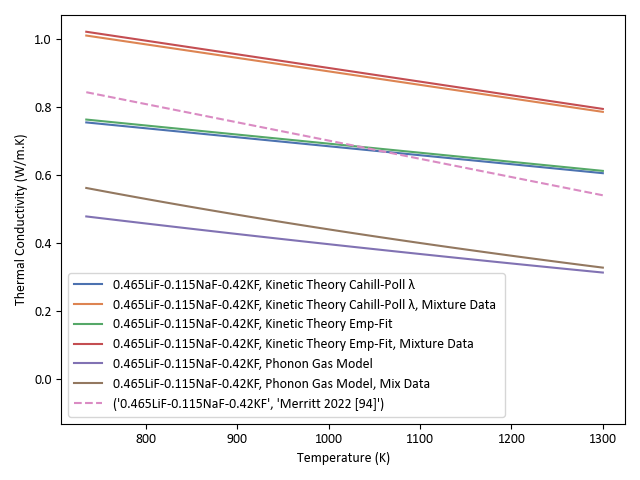 1.0
0.8
0.6
0.4
0.2
0.0
Thermal Conductivity (W/m.K)
0.465LiF-0.115NaF-0.42KF, Kinetic Theory Cahill-Poll λ
0.465LiF-0.115NaF-0.42KF, Kinetic Theory Cahill-Poll λ, Mixture Data
0.465LiF-0.115NaF-0.42KF, Kinetic Theory Emp-Fit
0.465LiF-0.115NaF-0.42KF, Kinetic Theory Emp-Fit, Mixture Data
0.465LiF-0.115NaF-0.42KF, Phonon Gas Model
0.465LiF-0.115NaF-0.42KF, Phonon Gas Model, Mix Data
('0.465LiF-0.115NaF-0.42KF', 'Merritt 2022 [94]')
800 900 1000 1100 1200 1300
Temperature (K)